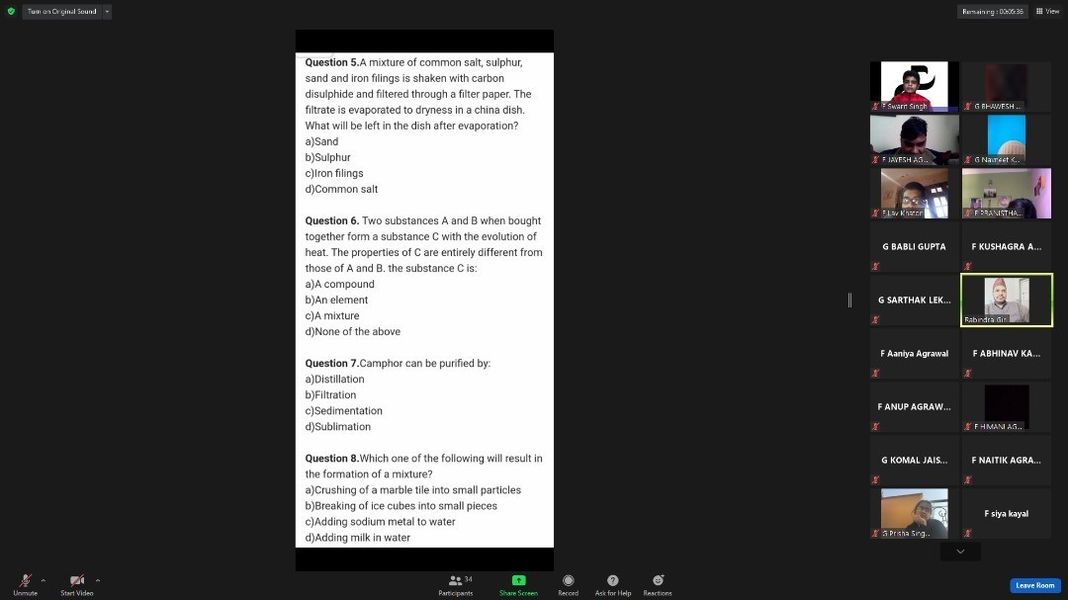 Turn on Original Sound
Remaining : 00:05:36
View
Question 5.A mixture of common salt, sulphur,
sand and iron filings is shaken with carbon
disulphide and filtered through a filter paper. The
filtrate is evaporated to dryness in a china dish.
What will be left in the dish after evaporation?
a)Sand
b)Sulphur
c)Iron filings
d)Common salt
Question 6. Two substances A and B when bought
together form a substance C with the evolution of
heat. The properties of C are entirely different from
those of A and B. the substance C is:
a)A compound
b)An element
c)A mixture
d)None of the above
Question 7.Camphor can be purified by:
a)Distillation
b)Filtration
c)Sedimentation
d)Sublimation
Question 8.Which one of the following will result in
the formation of a mixture?
a)Crushing of a marble tile into small particles
b)Breaking of ice cubes into small pieces
c)Adding sodium metal to water
d)Adding milk in water
F Swarit Singh
G BHAWESH ...
F JAYESH AG...
G Navneet K...
F Lav Khatri
F PRANISTHA...
G BABLI GUPTA
F KUSHAGRA A...
G SARTHAK LEK...
Rabindra Giri
F Aaniya Agrawal
F ABHINAV KA...
F ANUP AGRAW...
F HIMANI AG...
G KOMAL JAIS...
F NAITIK AGRA...
G Prisha Sing...
F siya kayal
Unmute
Start Video
34
Participants
Share Screen
Record
Ask for Help
Reactions
Leave Room